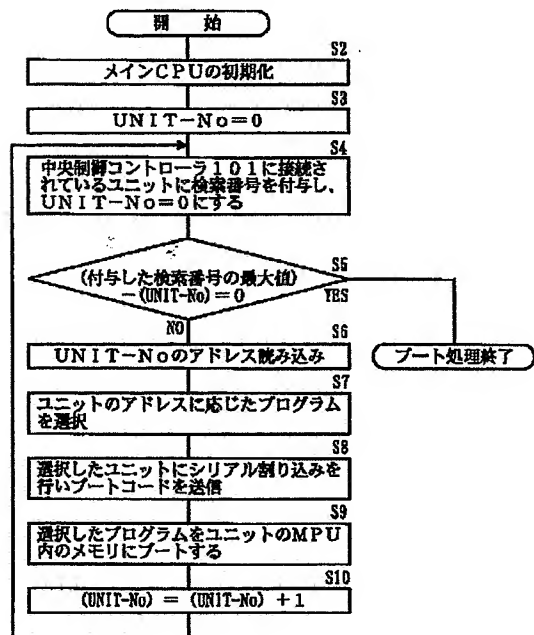 開 始
S2
メインCPUの初期化
S3
UNIT−No=0
S4
中央制御コントローラ101に接続さ
れているユニットに検索番号を付与し、
UNIT−No=0にする
S5
(付与した検索番号の最大値)
−(UNIT-No)=0
YES
NO
S6
UNIT−Noのアドレス読み込み
ブート処理終了
S7
ユニットのアドレスに応じたプログラム
を選択
S8
選択したユニットにシリアル割り込みを
行いブートコードを送信
S9
選択したプログラムをユニットのMPU
内のメモリにブートする
S10
(UNIT-No) = (UNIT-No) +1